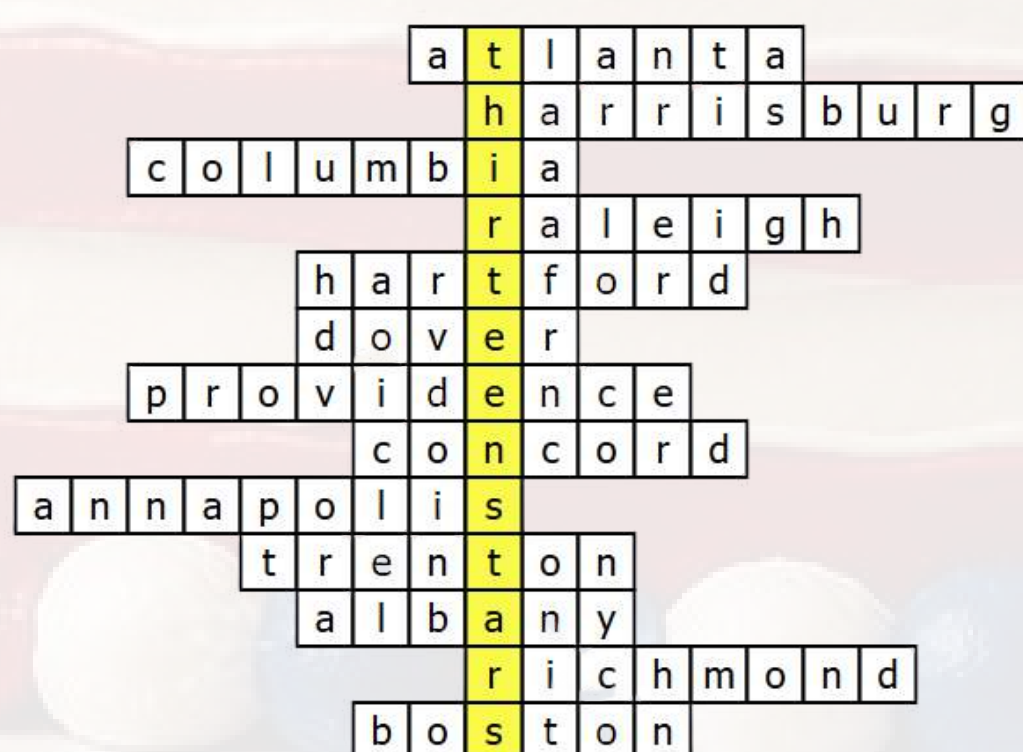 atlanta
harrisburg
columbia
raleigh
hartford
dover
providence
concord
annapolis
trenton
albany
richmond
boston